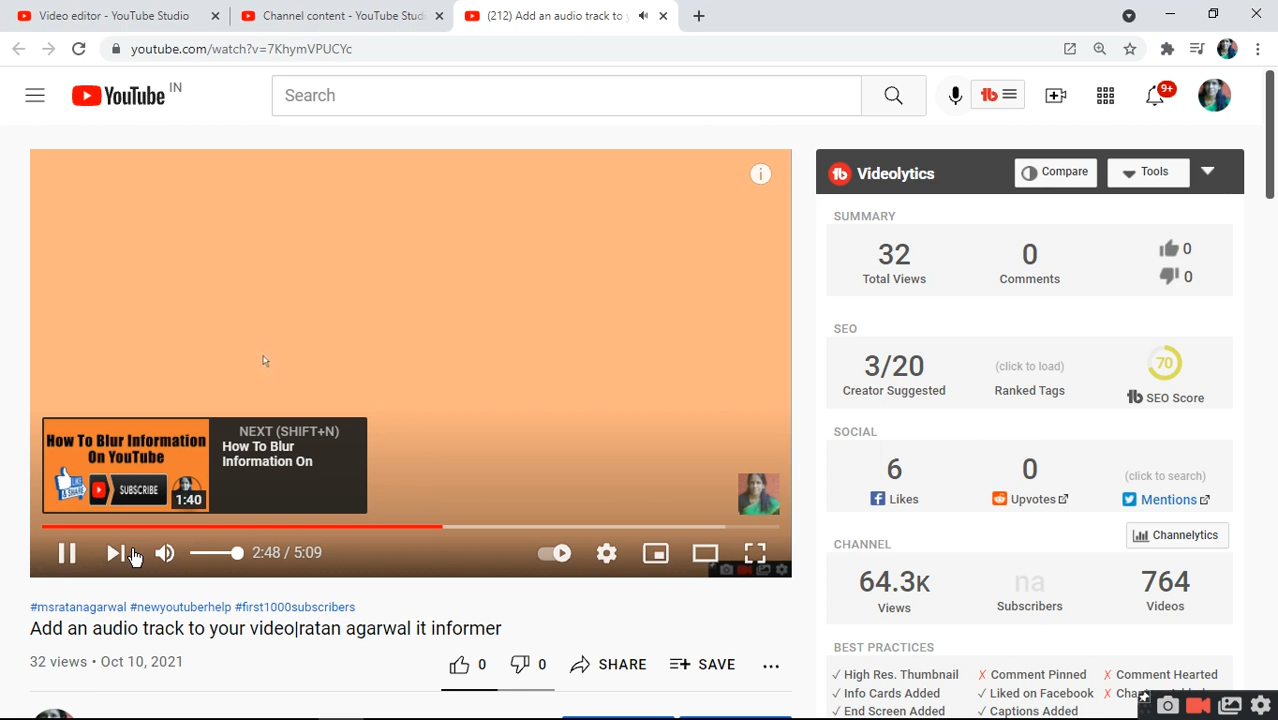 Video editor - YouTube Studio
Channel content - YouTube Stud
(212) Add an audio track to y
youtube.com/watch?v=7KhymVPUCYc
YouTube IN
Search
9+
Videolytics
Compare
Tools
SUMMARY
32
Total Views
0
Comments
0
0
SEO
3/20
Creator Suggested
(click to load)
Ranked Tags
70
SEO Score
SOCIAL
6
Likes
0
Upvotes
(click to search)
Mentions
Channelytics
CHANNEL
64.3K
Views
na
Subscribers
764
Videos
BEST PRACTICES
✓ High Res. Thumbnail
✗ Comment Pinned
✗ Comment Hearted
✓ Info Cards Added
✓ Liked on Facebook
✓ End Screen Added
✓ Captions Added
How To Blur Information
On YouTube
LIKE
& SHARE
SUBSCRIBE
1:40
NEXT (SHIFT+N)
How To Blur
Information On
2:48 / 5:09
#msratanagarwal #newyoutuberhelp #first1000subscribers
Add an audio track to your video|ratan agarwal it informer
32 views • Oct 10, 2021
0
0
SHARE
SAVE